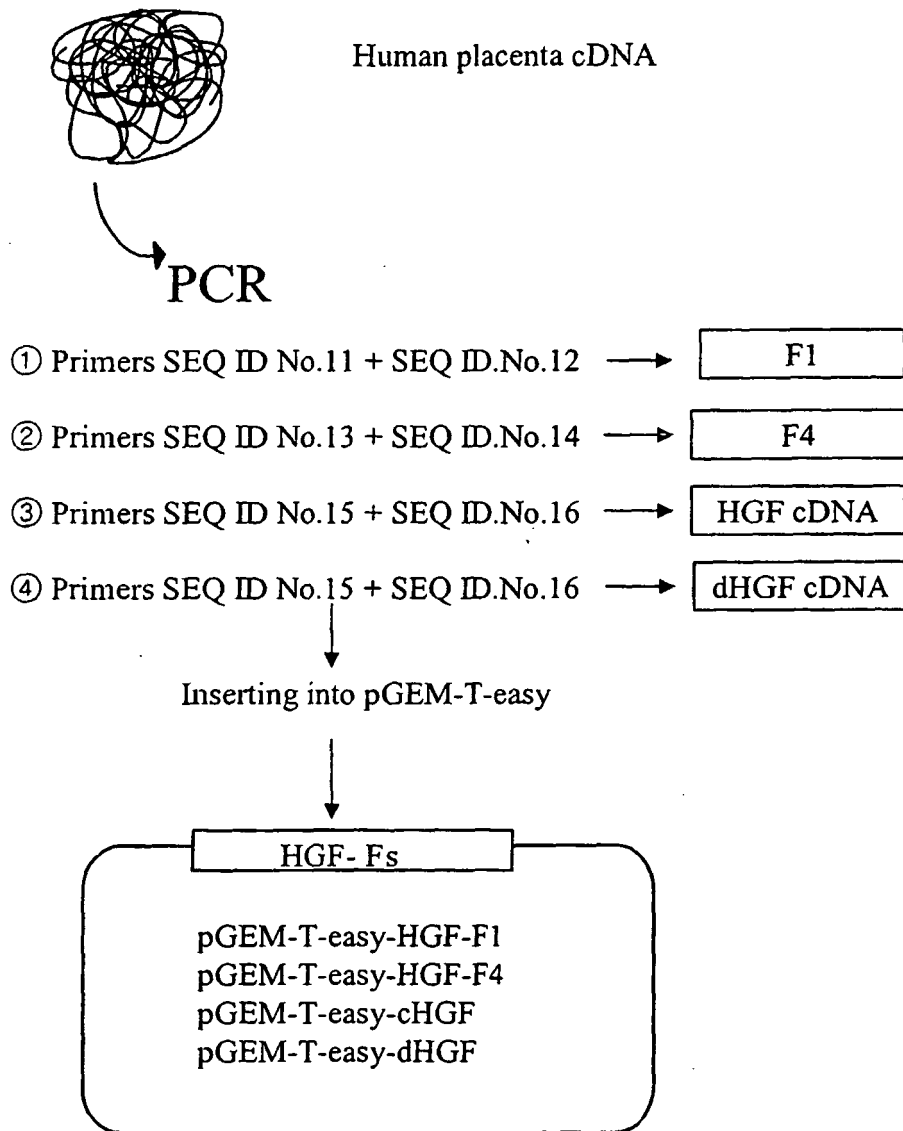 Human placenta cDNA
PCR
① Primers SEQ ID No.11 + SEQ ID.No.12 → F1
② Primers SEQ ID No.13 + SEQ ID.No.14 → F4
③ Primers SEQ ID No.15 + SEQ ID.No.16 → HGF cDNA
④ Primers SEQ ID No.15 + SEQ ID.No.16 → dHGF cDNA
Inserting into pGEM-T-easy
HGF- Fs
pGEM-T-easy-HGF-F1
pGEM-T-easy-HGF-F4
pGEM-T-easy-cHGF
pGEM-T-easy-dHGF